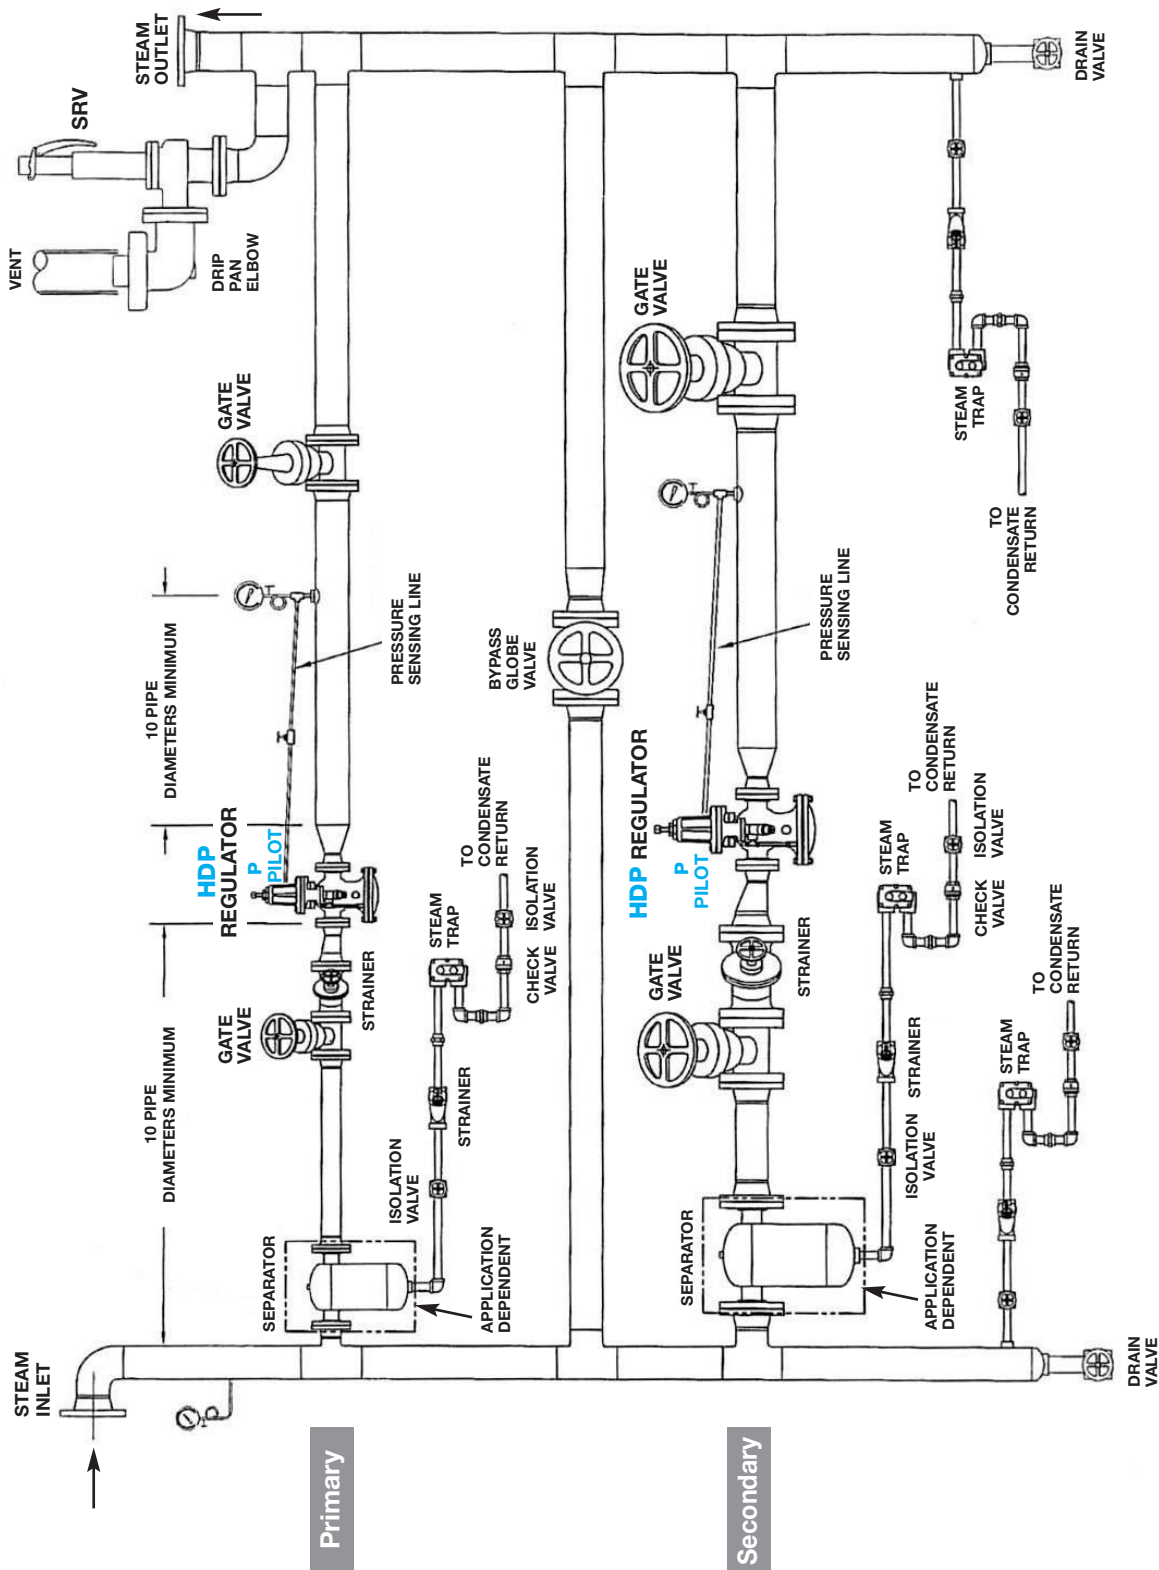 STEAM
INLET
Primary
Secondary
10 PIPE
DIAMETERS MINIMUM
10 PIPE
DIAMETERS MINIMUM
SEPARATOR
APPLICATION
DEPENDENT
ISOLATION
VALVE
STRAINER
STEAM
TRAP
CHECK
VALVE
ISOLATION
VALVE
TO
CONDENSATE
RETURN
GATE
VALVE
STRAINER
HDP
REGULATOR
P
PILOT
PRESSURE
SENSING LINE
GATE
VALVE
VENT
DRIP
PAN
ELBOW
SRV
STEAM
OUTLET
BYPASS
GLOBE
VALVE
SEPARATOR
APPLICATION
DEPENDENT
ISOLATION
VALVE
STRAINER
STEAM
TRAP
CHECK
VALVE
ISOLATION
VALVE
TO
CONDENSATE
RETURN
GATE
VALVE
STRAINER
HDP REGULATOR
P
PILOT
PRESSURE
SENSING LINE
GATE
VALVE
DRAIN
VALVE
STEAM
TRAP
TO
CONDENSATE
RETURN
STEAM
TRAP
TO
CONDENSATE
RETURN
DRAIN
VALVE